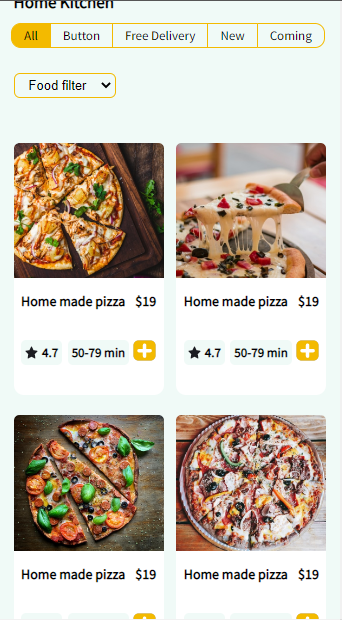 Home Kitchen
All Button Free Delivery New Coming
Food filter
Home made pizza $19 Home made pizza $19
4.7 50-79 min 4.7 50-79 min
Home made pizza $19 Home made pizza $19